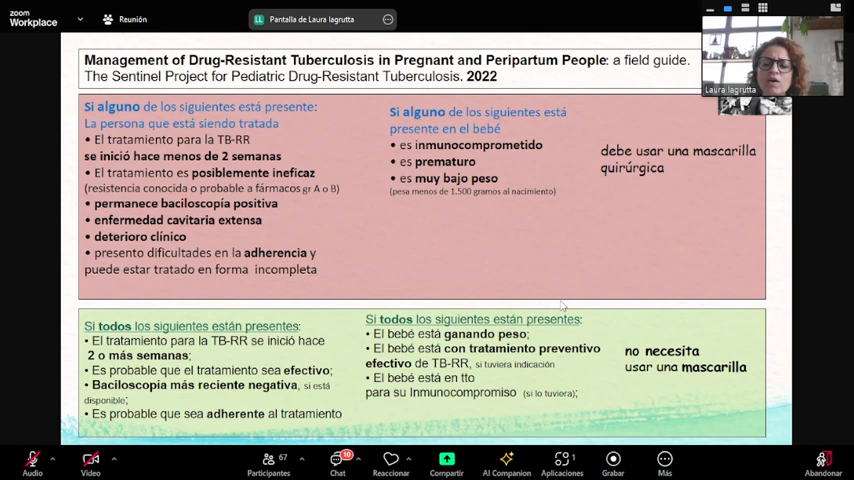 zoom
Workplace
Reunión
LL
Pantalla de Laura lagrutta
Laura lagrutta
Management of Drug-Resistant Tuberculosis in Pregnant and Peripartum People: a field guide.
The Sentinel Project for Pediatric Drug-Resistant Tuberculosis. 2022
Si alguno de los siguientes está presente:
La persona que está siendo tratada
• El tratamiento para la TB-RR
se inició hace menos de 2 semanas
• El tratamiento es posiblemente ineficaz
(resistencia conocida o probable a fármacos gr A o B)
• permanece baciloscopía positiva
• enfermedad cavitaria extensa
• deterioro clínico
• presento dificultades en la adherencia y
puede estar tratado en forma incompleta
Si alguno de los siguientes está
presente en el bebé
• es inmunocomprometido
• es prematuro
• es muy bajo peso
(pesa menos de 1.500 gramos al nacimiento)
debe usar una mascarilla
quirúrgica
Si todos los siguientes están presentes:
• El tratamiento para la TB-RR se inició hace
2 o más semanas;
• Es probable que el tratamiento sea efectivo;
• Baciloscopía más reciente negativa, si está
disponible;
• Es probable que sea adherente al tratamiento
Si todos los siguientes están presentes:
• El bebé está ganando peso;
• El bebé está con tratamiento preventivo
efectivo de TB-RR, si tuviera indicación
• El bebé está en tto
para su Inmunocompromiso (si lo tuviera);
no necesita
usar una mascarilla
Audio
Video
Participantes
67
Chat
10
Reaccionar
Compartir
AI Companion
Aplicaciones
1
Grabar
Más
Abandonar